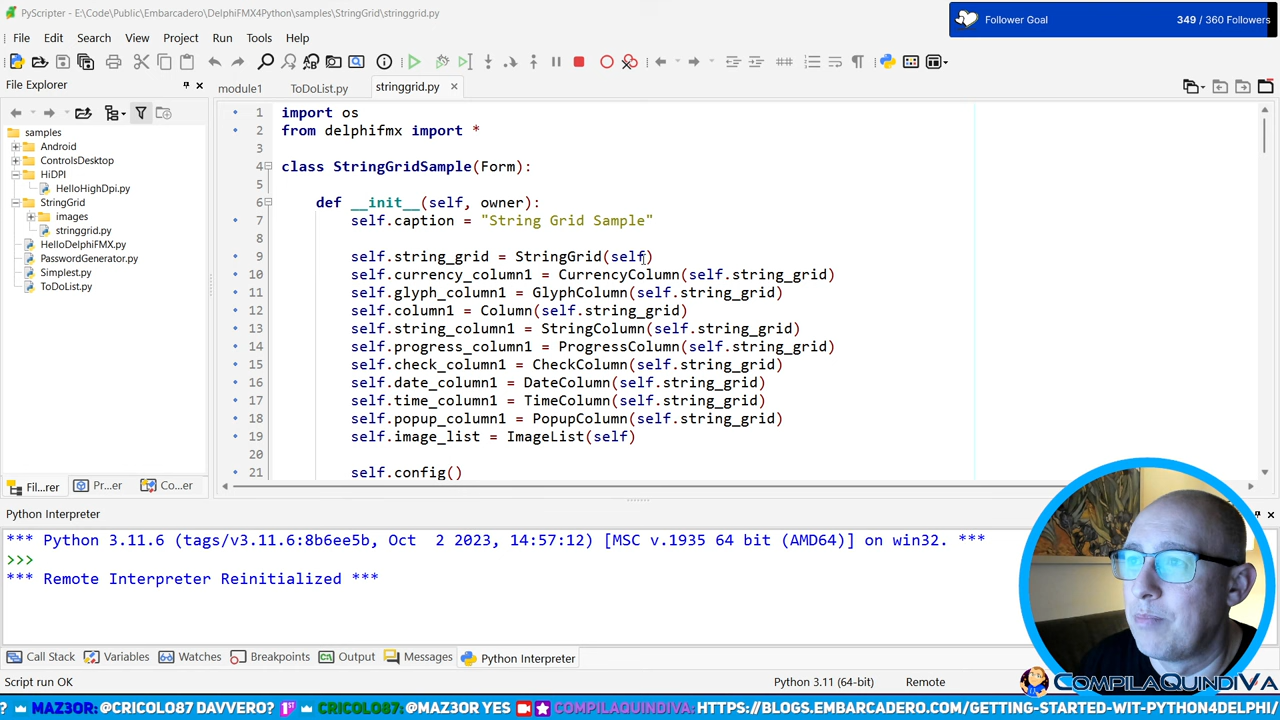 PyScripter - E:\Code\Public\Embarcadero\DelphiFMX4Python\samples\StringGrid\stringgrid.py
Follower Goal
349 / 360 Followers
File Edit Search View Project Run Tools Help
File Explorer
module1 ToDoList.py stringgrid.py
samples
Android
ControlsDesktop
HiDPI
HelloHighDpi.py
StringGrid
images
stringgrid.py
HelloDelphiFMX.py
PasswordGenerator.py
Simplest.py
ToDoList.py
Fil...rer Pr...er Co...er
1 import os
2 from delphifmx import *
3
4 class StringGridSample(Form):
5
6 def __init__(self, owner):
7 self.caption = "String Grid Sample"
8
9 self.string_grid = StringGrid(self)
10 self.currency_column1 = CurrencyColumn(self.string_grid)
11 self.glyph_column1 = GlyphColumn(self.string_grid)
12 self.column1 = Column(self.string_grid)
13 self.string_column1 = StringColumn(self.string_grid)
14 self.progress_column1 = ProgressColumn(self.string_grid)
15 self.check_column1 = CheckColumn(self.string_grid)
16 self.date_column1 = DateColumn(self.string_grid)
17 self.time_column1 = TimeColumn(self.string_grid)
18 self.popup_column1 = PopupColumn(self.string_grid)
19 self.image_list = ImageList(self)
20
21 self.config()
Python Interpreter
*** Python 3.11.6 (tags/v3.11.6:8b6ee5b, Oct 2 2023, 14:57:12) [MSC v.1935 64 bit (AMD64)] on win32. ***
>>>
*** Remote Interpreter Reinitialized ***
Call Stack Variables Watches Breakpoints Output Messages Python Interpreter
Script run OK
Python 3.11 (64-bit)
Remote
COMPILAQUINDIVA
? MAZ3OR: @CRICOLO87 DAVVERO? 1st CRICOLO87: @MAZ3OR YES COMPILAQUINDIVA: HTTPS://BLOGS.EMBARCADERO.COM/GETTING-STARTED-WIT-PYTHON4DELPHI/